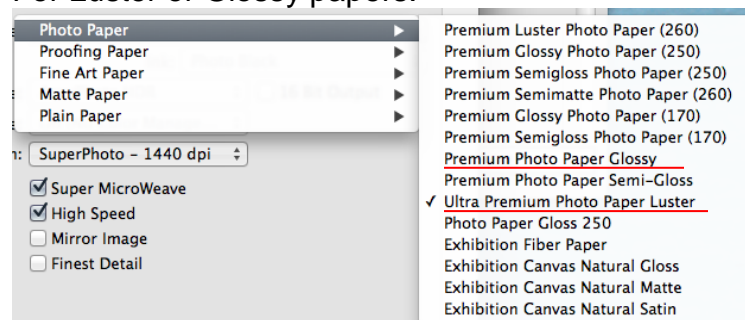 For Luster or Glossy papers:
Photo Paper
Proofing Paper
Fine Art Paper
Matte Paper
Plain Paper
SuperPhoto – 1440 dpi
Super MicroWeave
High Speed
Mirror Image
Finest Detail
Premium Luster Photo Paper (260)
Premium Glossy Photo Paper (250)
Premium Semigloss Photo Paper (250)
Premium Semimatte Photo Paper (260)
Premium Glossy Photo Paper (170)
Premium Semigloss Photo Paper (170)
Premium Photo Paper Glossy
Premium Photo Paper Semi-Gloss
✓ Ultra Premium Photo Paper Luster
Photo Paper Gloss 250
Exhibition Fiber Paper
Exhibition Canvas Natural Gloss
Exhibition Canvas Natural Matte
Exhibition Canvas Natural Satin